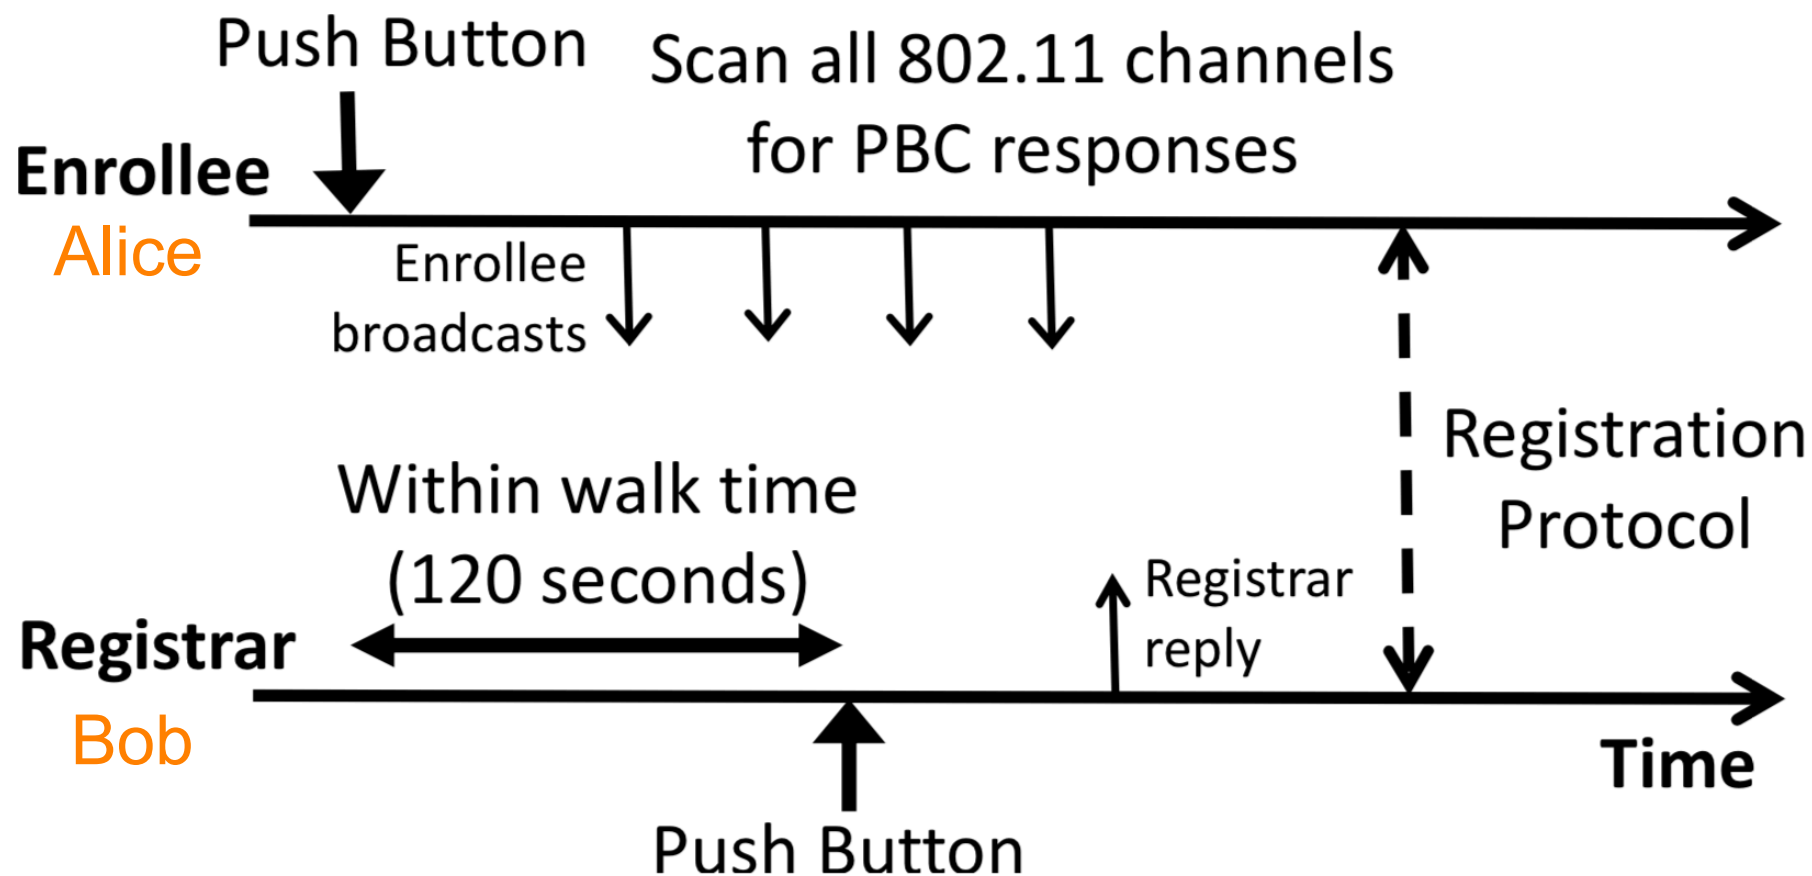 Push Button
Scan all 802.11 channels
for PBC responses
Enrollee
Alice
Enrollee
broadcasts
Within walk time
(120 seconds)
Registration
Protocol
Registrar
reply
Registrar
Bob
Time
Push Button